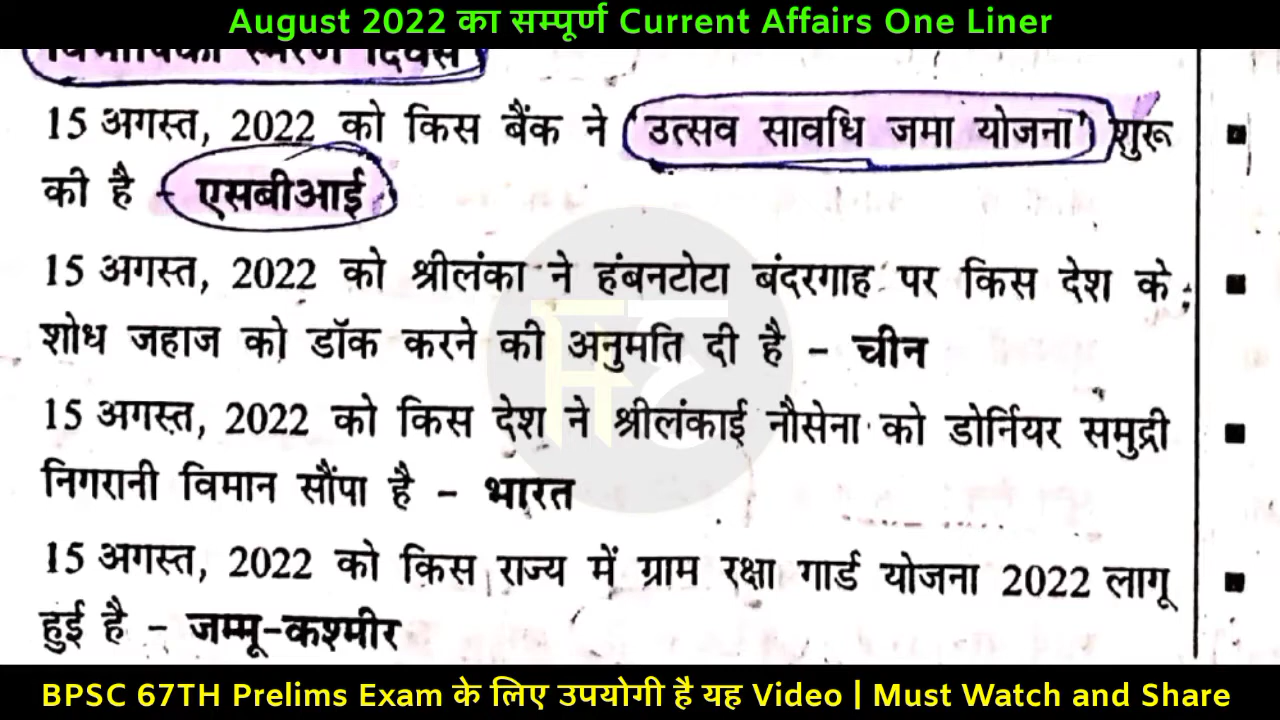 August 2022 का सम्पूर्ण Current Affairs One Liner
विभीषिका स्मरण दिवस
15 अगस्त, 2022 को किस बैंक ने 'उत्सव सावधि जमा योजना' शुरू
की है - एसबीआई
15 अगस्त, 2022 को श्रीलंका ने हंबनटोटा बंदरगाह पर किस देश के
शोध जहाज को डॉक करने की अनुमति दी है - चीन
15 अगस्त, 2022 को किस देश ने श्रीलंकाई नौसेना को डोर्नियर समुद्री
निगरानी विमान सौंपा है - भारत
15 अगस्त, 2022 को किस राज्य में ग्राम रक्षा गार्ड योजना 2022 लागू
हुई है - जम्मू-कश्मीर
BPSC 67TH Prelims Exam के लिए उपयोगी है यह Video | Must Watch and Share